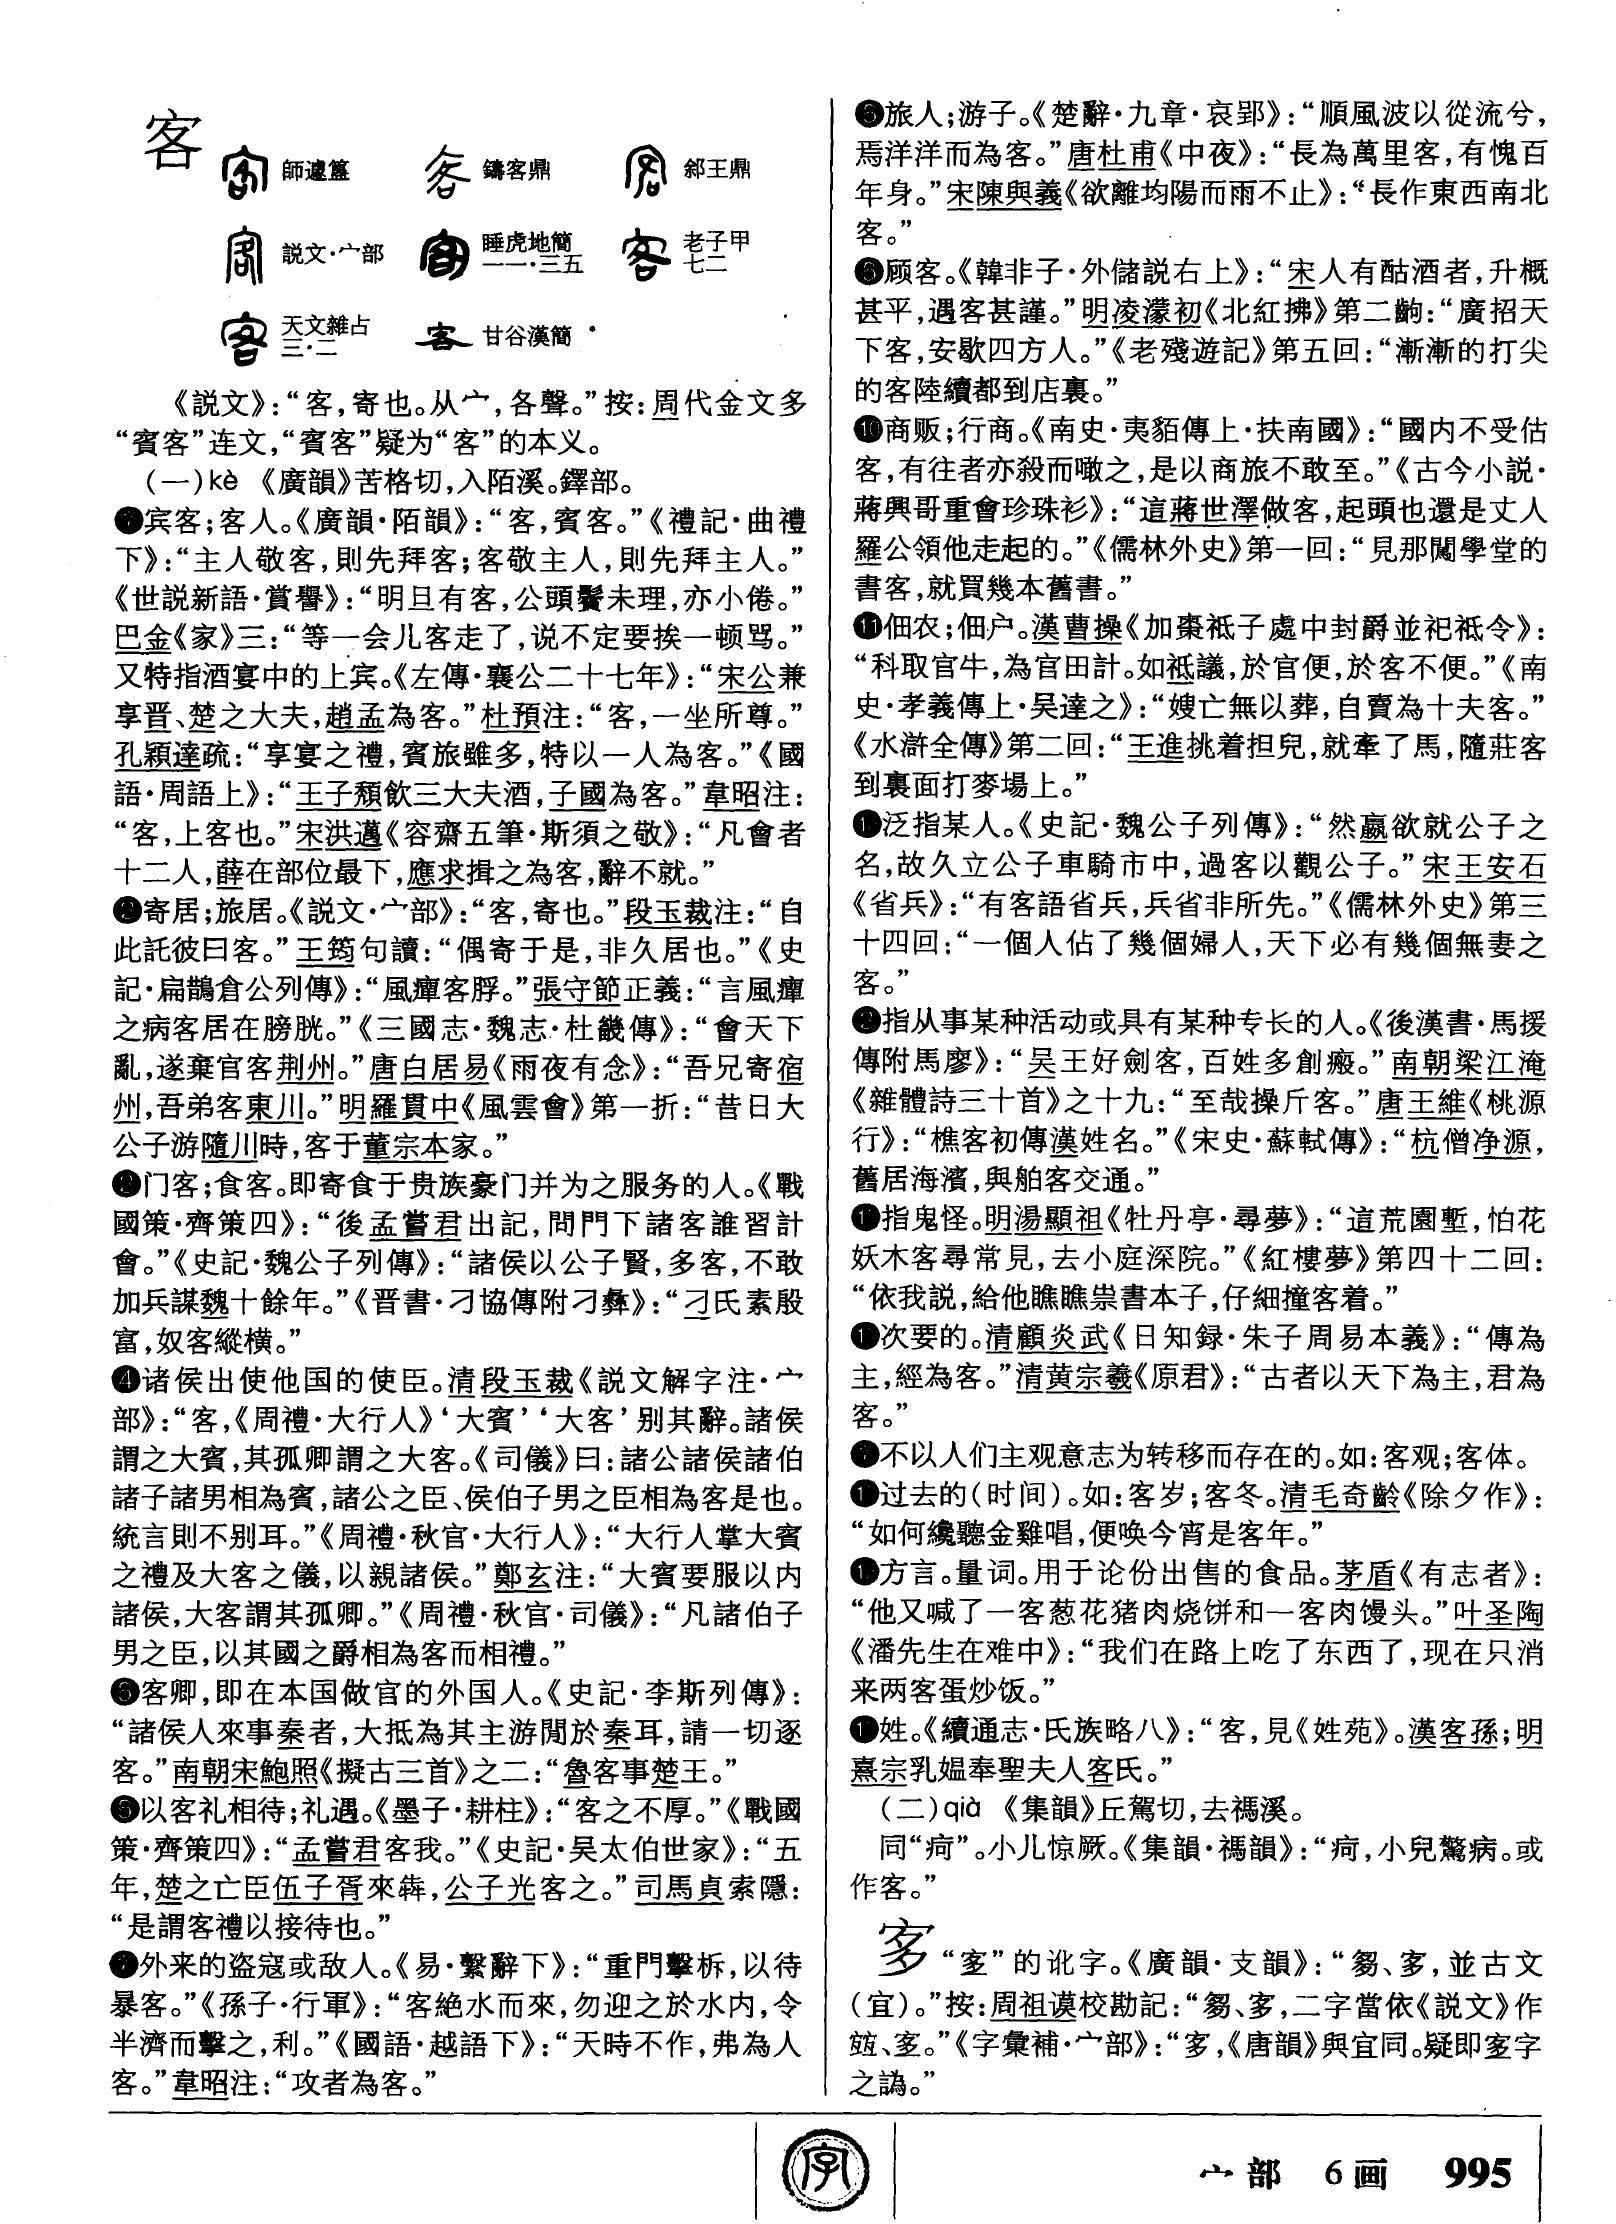 客
師遽簋 鑄客鼎 䣄王鼎
説文·宀部 睡虎地簡一一·三五 老子甲七二
天文雜占三·二 甘谷漢簡
《説文》：“客，寄也。从宀，各聲。”按：周代金文多
“賓客”连文，“賓客”疑为“客”的本义。
（一）kè 《廣韻》苦格切，入陌溪。鐸部。
宾客；客人。《廣韻·陌韻》：“客，賓客。”《禮記·曲禮
下》：“主人敬客，則先拜客；客敬主人，則先拜主人。”
《世説新語·賞譽》：“明旦有客，公頭鬢未理，亦小倦。”
巴金《家》三：“等一会儿客走了，说不定要挨一顿骂。”
又特指酒宴中的上宾。《左傳·襄公二十七年》：“宋公兼
享晋、楚之大夫，趙孟為客。”杜預注：“客，一坐所尊。”
孔穎達疏：“享宴之禮，賓旅雖多，特以一人為客。”《國
語·周語上》：“王子頹飲三大夫酒，子國為客。”韋昭注：
“客，上客也。”宋洪邁《容齋五筆·斯須之敬》：“凡會者
十二人，薛在部位最下，應求揖之為客，辭不就。”
寄居；旅居。《説文·宀部》：“客，寄也。”段玉裁注：“自
此託彼曰客。”王筠句讀：“偶寄于是，非久居也。”《史
記·扁鵲倉公列傳》：“風癉客脬。”張守節正義：“言風癉
之病客居在膀胱。”《三國志·魏志·杜畿傳》：“會天下
亂，遂棄官客荆州。”唐白居易《雨夜有念》：“吾兄寄宿
州，吾弟客東川。”明羅貫中《風雲會》第一折：“昔日大
公子游隨川時，客于董宗本家。”
门客；食客。即寄食于贵族豪门并为之服务的人。《戰
國策·齊策四》：“後孟嘗君出記，問門下諸客誰習計
會。”《史記·魏公子列傳》：“諸侯以公子賢，多客，不敢
加兵謀魏十餘年。”《晋書·刁協傳附刁彝》：“刁氏素殷
富，奴客縱横。”
❹诸侯出使他国的使臣。清段玉裁《説文解字注·宀
部》：“客，《周禮·大行人》‘大賓’‘大客’别其辭。諸侯
謂之大賓，其孤卿謂之大客。《司儀》曰：諸公諸侯諸伯
諸子諸男相為賓，諸公之臣、侯伯子男之臣相為客是也。
統言則不别耳。”《周禮·秋官·大行人》：“大行人掌大賓
之禮及大客之儀，以親諸侯。”鄭玄注：“大賓要服以内
諸侯，大客謂其孤卿。”《周禮·秋官·司儀》：“凡諸伯子
男之臣，以其國之爵相為客而相禮。”
客卿，即在本国做官的外国人。《史記·李斯列傳》：
“諸侯人來事秦者，大抵為其主游閒於秦耳，請一切逐
客。”南朝宋鮑照《擬古三首》之二：“魯客事楚王。”
以客礼相待；礼遇。《墨子·耕柱》：“客之不厚。”《戰國
策·齊策四》：“孟嘗君客我。”《史記·吴太伯世家》：“五
年，楚之亡臣伍子胥來犇，公子光客之。”司馬貞索隱：
“是謂客禮以接待也。”
外来的盗寇或敌人。《易·繫辭下》：“重門擊柝，以待
暴客。”《孫子·行軍》：“客絶水而來，勿迎之於水内，令
半濟而擊之，利。”《國語·越語下》：“天時不作，弗為人
客。”韋昭注：“攻者為客。”
旅人；游子。《楚辭·九章·哀郢》：“順風波以從流兮，
焉洋洋而為客。”唐杜甫《中夜》：“長為萬里客，有愧百
年身。”宋陳與義《欲離均陽而雨不止》：“長作東西南北
客。”
顾客。《韓非子·外儲説右上》：“宋人有酤酒者，升概
甚平，遇客甚謹。”明凌濛初《北紅拂》第二齣：“廣招天
下客，安歇四方人。”《老殘遊記》第五回：“漸漸的打尖
的客陸續都到店裏。”
❿商贩；行商。《南史·夷貊傳上·扶南國》：“國内不受估
客，有往者亦殺而噉之，是以商旅不敢至。”《古今小説·
蔣興哥重會珍珠衫》：“這蔣世澤做客，起頭也還是丈人
羅公領他走起的。”《儒林外史》第一回：“見那闖學堂的
書客，就買幾本舊書。”
⓫佃农；佃户。漢曹操《加棗祗子處中封爵並祀祗令》：
“科取官牛，為官田計。如祗議，於官便，於客不便。”《南
史·孝義傳上·吴達之》：“嫂亡無以葬，自賣為十夫客。”
《水滸全傳》第二回：“王進挑着担兒，就牽了馬，隨莊客
到裏面打麥場上。”
泛指某人。《史記·魏公子列傳》：“然嬴欲就公子之
名，故久立公子車騎市中，過客以觀公子。”宋王安石
《省兵》：“有客語省兵，兵省非所先。”《儒林外史》第三
十四回：“一個人佔了幾個婦人，天下必有幾個無妻之
客。”
指从事某种活动或具有某种专长的人。《後漢書·馬援
傳附馬廖》：“吴王好劍客，百姓多創瘢。”南朝梁江淹
《雜體詩三十首》之十九：“至哉操斤客。”唐王維《桃源
行》：“樵客初傳漢姓名。”《宋史·蘇軾傳》：“杭僧净源，
舊居海濱，與舶客交通。”
指鬼怪。明湯顯祖《牡丹亭·尋夢》：“這荒園塹，怕花
妖木客尋常見，去小庭深院。”《紅樓夢》第四十二回：
“依我説，給他瞧瞧祟書本子，仔細撞客着。”
次要的。清顧炎武《日知録·朱子周易本義》：“傳為
主，經為客。”清黄宗羲《原君》：“古者以天下為主，君為
客。”
不以人们主观意志为转移而存在的。如：客观；客体。
过去的（时间）。如：客岁；客冬。清毛奇齡《除夕作》：
“如何纔聽金雞唱，便唤今宵是客年。”
方言。量词。用于论份出售的食品。茅盾《有志者》：
“他又喊了一客葱花猪肉烧饼和一客肉馒头。”叶圣陶
《潘先生在难中》：“我们在路上吃了东西了，现在只消
来两客蛋炒饭。”
姓。《續通志·氏族略八》：“客，見《姓苑》。漢客孫；明
熹宗乳媪奉聖夫人客氏。”
（二）qià 《集韻》丘駕切，去禡溪。
同“㾍”。小儿惊厥。《集韻·禡韻》：“㾍，小兒驚病。或
作客。”
㝖 “宐”的讹字。《廣韻·支韻》：“㝖，並古文
（宜）。”按：周祖谟校勘記：“二字當依《説文》作
《字彙補·宀部》：“㝖，《唐韻》與宜同。疑即字
之譌。”
字
宀部 6画 995